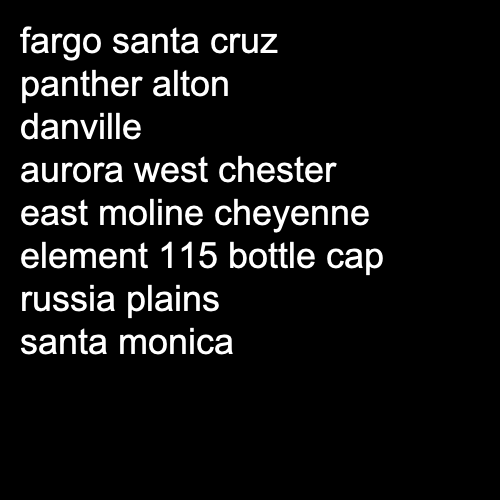 fargo santa cruz
panther alton
danville
aurora west chester
east moline cheyenne
element 115 bottle cap
russia plains
santa monica